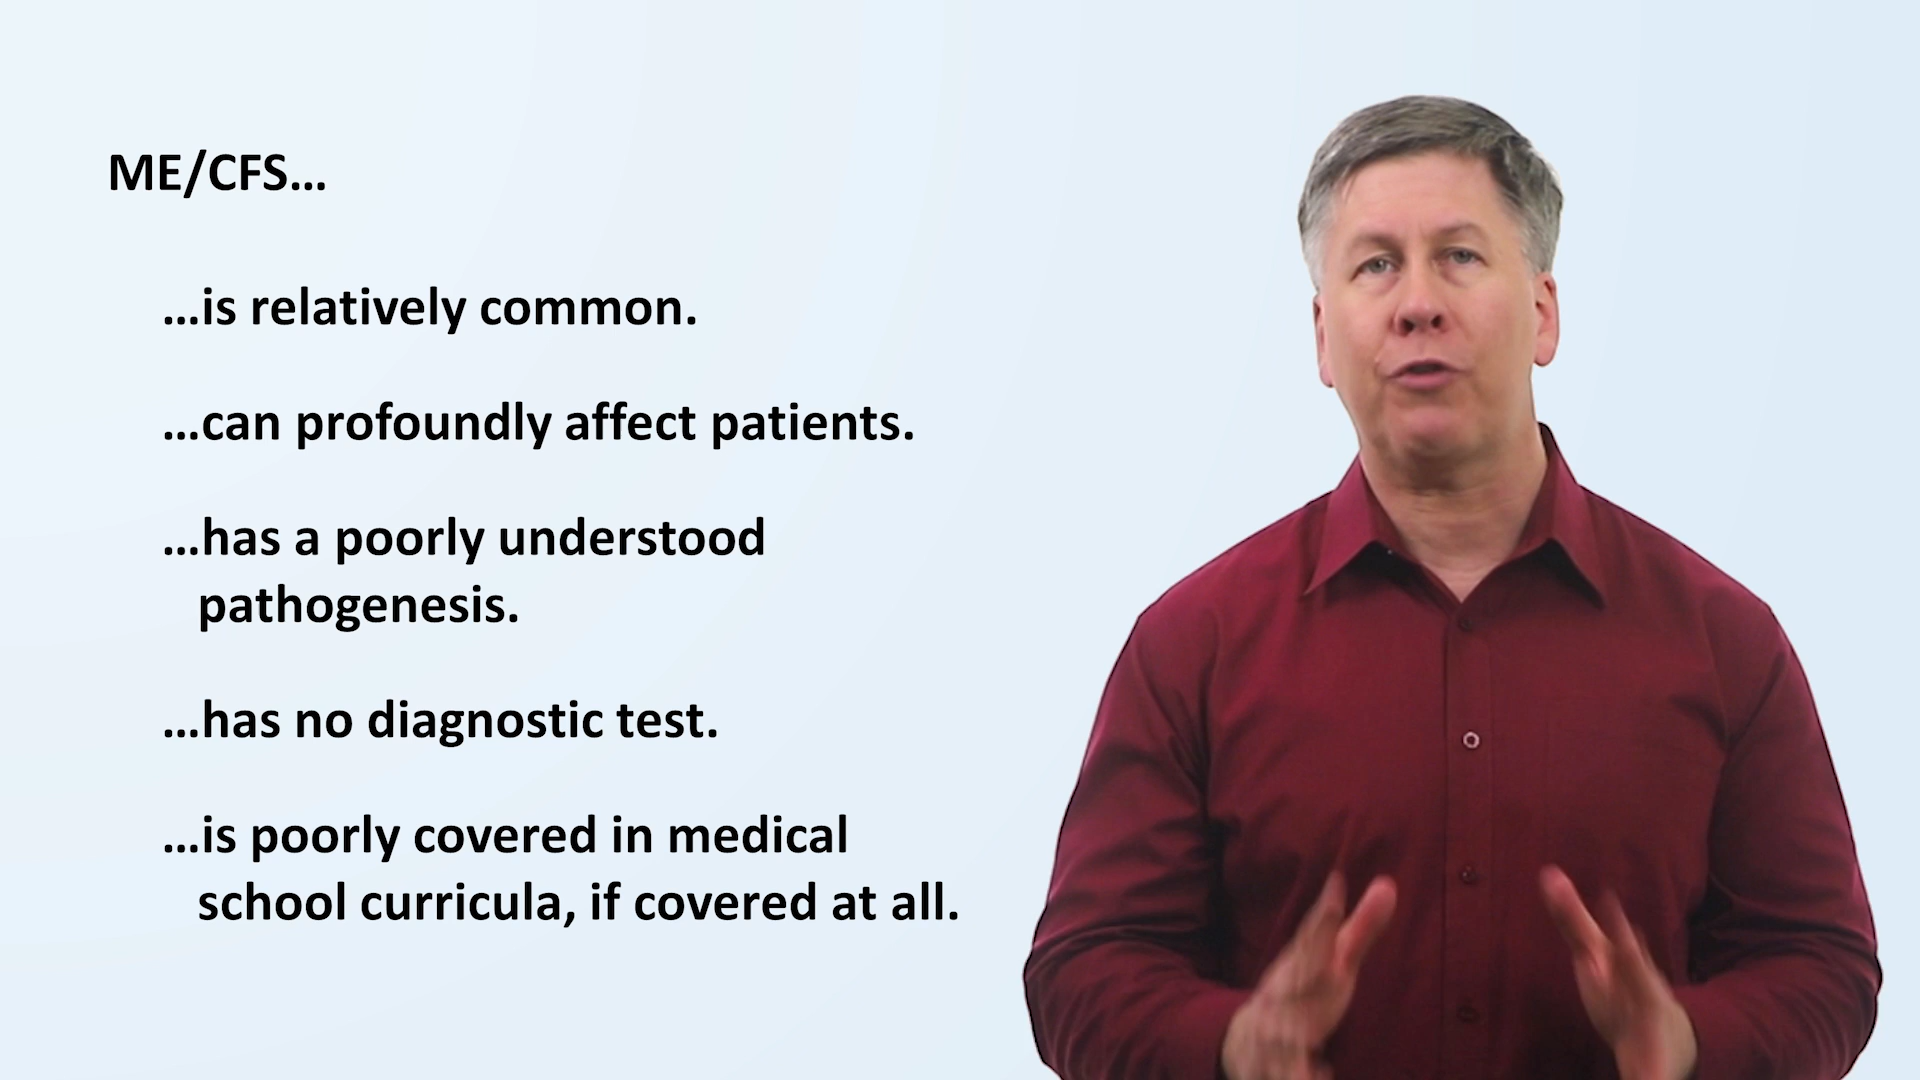 ME/CFS...
...is relatively common.
...can profoundly affect patients.
...has a poorly understood
pathogenesis.
...has no diagnostic test.
...is poorly covered in medical
school curricula, if covered at all.